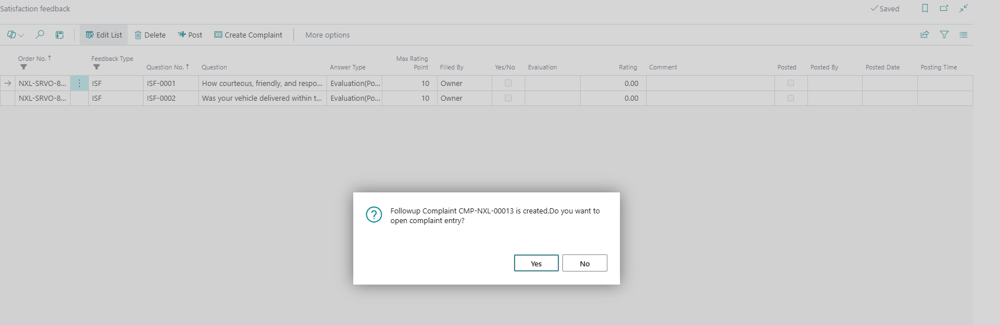 Satisfaction feedback
Saved
Edit List
Delete
Post
Create Complaint
More options
Order No. ↑
Feedback Type
Question No. ↑
Question
Answer Type
Max Rating
Point
Filled By
Yes/No
Evaluation
Rating
Comment
Posted
Posted By
Posted Date
Posting Time
NXL-SRVO-8... ISF ISF-0001 How courteous, friendly, and respo... Evaluation(Po... 10 Owner 0.00
NXL-SRVO-8... ISF ISF-0002 Was your vehicle delivered within t... Evaluation(Po... 10 Owner 0.00
Followup Complaint CMP-NXL-00013 is created.Do you want to
open complaint entry?
Yes
No